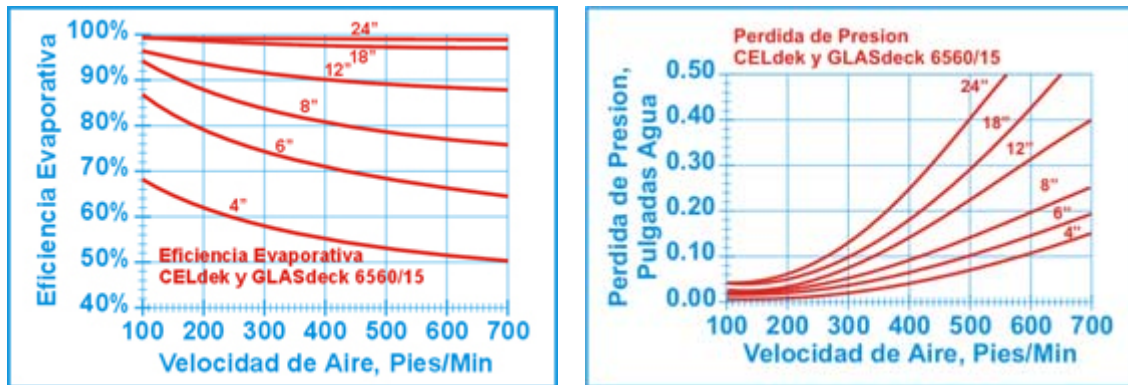 100%
90%
80%
70%
60%
50%
40%
Eficiencia Evaporativa
24"
18"
12"
8"
6"
4"
Eficiencia Evaporativa
CELdek y GLASdeck 6560/15
100 200 300 400 500 600 700
Velocidad de Aire, Pies/Min
Perdida de Presion
CELdek y GLASdeck 6560/15
0.50
0.40
0.30
0.20
0.10
0.00
Perdida de Presion,
Pulgadas Agua
24"
18"
12"
8"
6"
4"
100 200 300 400 500 600 700
Velocidad de Aire, Pies/Min